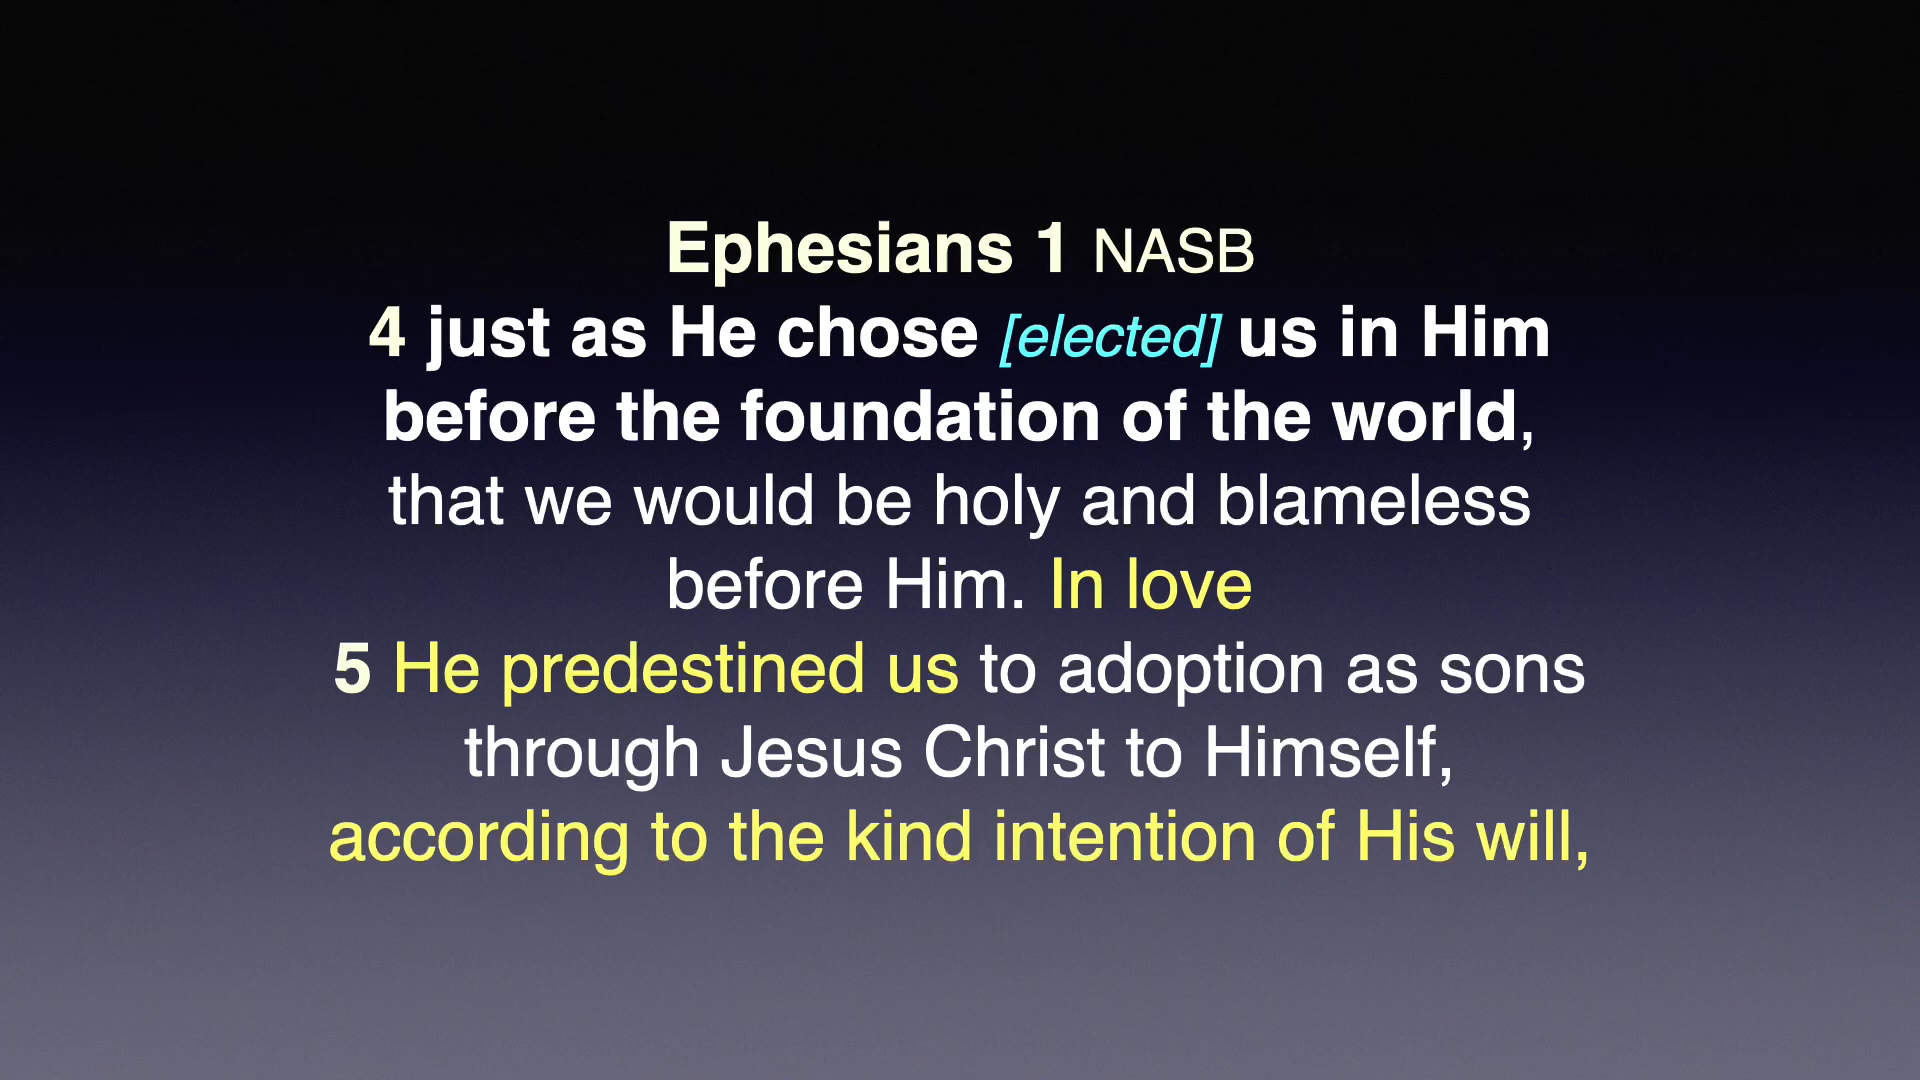 Ephesians 1 NASB
4 just as He chose [elected] us in Him
before the foundation of the world,
that we would be holy and blameless
before Him. In love
5 He predestined us to adoption as sons
through Jesus Christ to Himself,
according to the kind intention of His will,